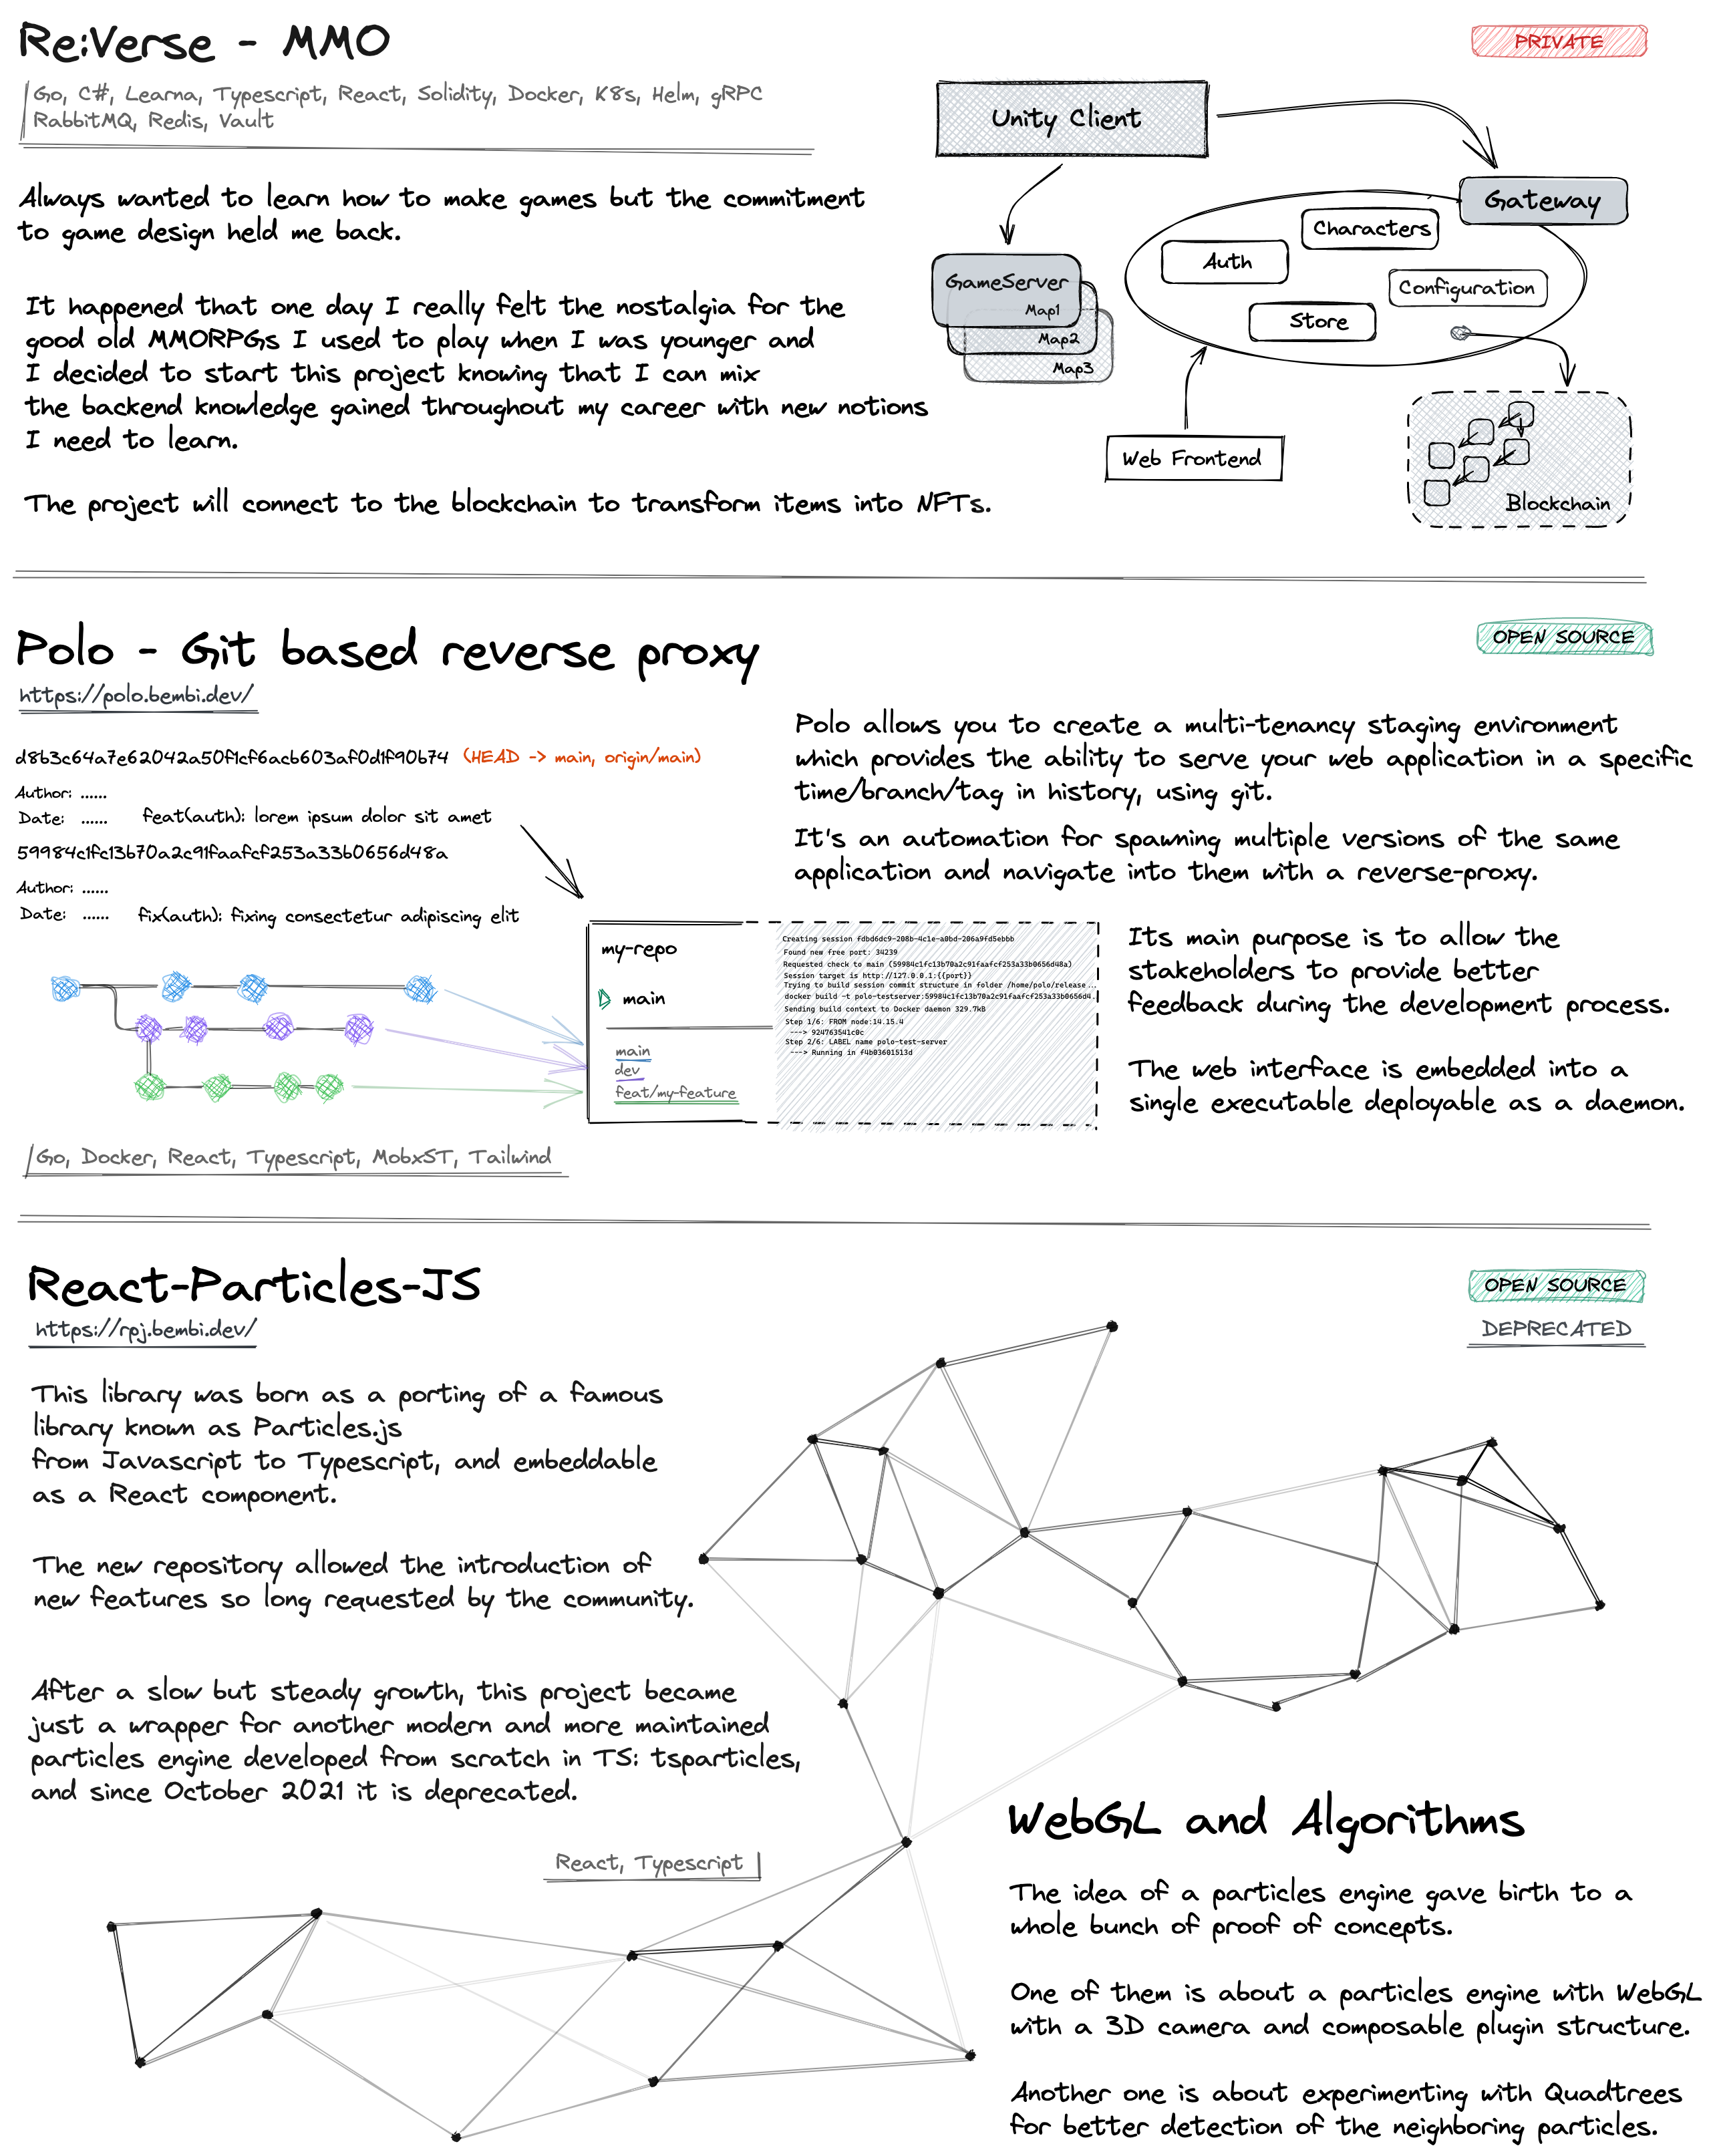 Re:Verse - MMO
PRIVATE
Go, C#, Learna, Typescript, React, Solidity, Docker, K8s, Helm, gRPC
RabbitMQ, Redis, Vault
Always wanted to learn how to make games but the commitment
to game design held me back.
It happened that one day I really felt the nostalgia for the
good old MMORPGs I used to play when I was younger and
I decided to start this project knowing that I can mix
the backend knowledge gained throughout my career with new notions
I need to learn.
The project will connect to the blockchain to transform items into NFTs.
Unity Client
Gateway
Characters
Auth
Configuration
Store
GameServer
Map1
Map2
Map3
Web Frontend
Blockchain
Polo - Git based reverse proxy
OPEN SOURCE
https://polo.bembi.dev/
d8b3c64a7e62042a50f1cf6acb603af0d1f90b74 (HEAD -> main, origin/main)
Author: ......
Date: ...... feat(auth): lorem ipsum dolor sit amet
59984c1fc13b70a2c91faafcf253a33b0656d48a
Author: ......
Date: ...... fix(auth): fixing consectetur adipiscing elit
Polo allows you to create a multi-tenancy staging environment
which provides the ability to serve your web application in a specific
time/branch/tag in history, using git.
It's an automation for spawning multiple versions of the same
application and navigate into them with a reverse-proxy.
my-repo
main
main
dev
feat/my-feature
Creating session fdbd6dc9-208b-4c1e-a0bd-206a9fd5ebbb
Found new free port: 34239
Requested check to main (59984c1fc13b70a2c91faafcf253a33b0656d48a)
Session target is http://127.0.0.1:{{port}}
Trying to build session commit structure in folder /home/polo/release...
docker build -t polo-testserver:59984c1fc13b70a2c91faafcf253a33b0656d4.
Sending build context to Docker daemon 329.7kB
Step 1/6: FROM node:14.15.4
---> 924763541c0c
Step 2/6: LABEL name polo-test-server
---> Running in f4b03601513d
Its main purpose is to allow the
stakeholders to provide better
feedback during the development process.
The web interface is embedded into a
single executable deployable as a daemon.
Go, Docker, React, Typescript, MobxST, Tailwind
React-Particles-JS
OPEN SOURCE
DEPRECATED
https://rpj.bembi.dev/
This library was born as a porting of a famous
library known as Particles.js
from Javascript to Typescript, and embeddable
as a React component.
The new repository allowed the introduction of
new features so long requested by the community.
After a slow but steady growth, this project became
just a wrapper for another modern and more maintained
particles engine developed from scratch in TS: tsparticles,
and since October 2021 it is deprecated.
React, Typescript
WebGL and Algorithms
The idea of a particles engine gave birth to a
whole bunch of proof of concepts.
One of them is about a particles engine with WebGL
with a 3D camera and composable plugin structure.
Another one is about experimenting with Quadtrees
for better detection of the neighboring particles.